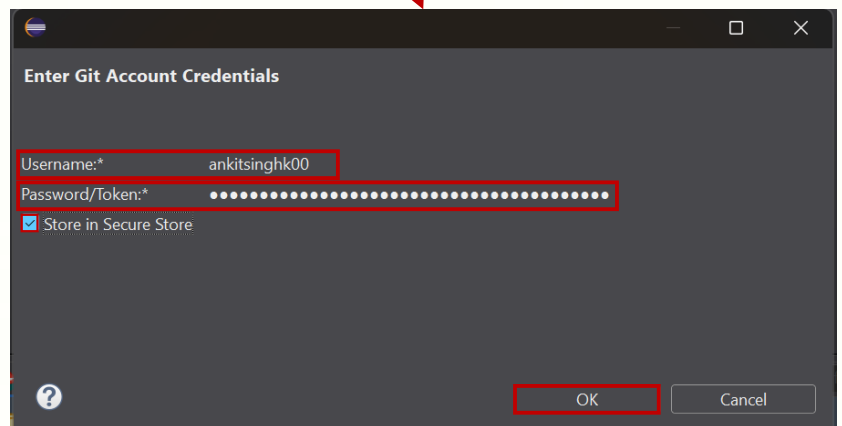 Enter Git Account Credentials
Username:* ankitsinghk00
Password/Token:* ●●●●●●●●●●●●●●●●●●●●●●●●●●●●●●●●●●●●●●●●
Store in Secure Store
? OK Cancel